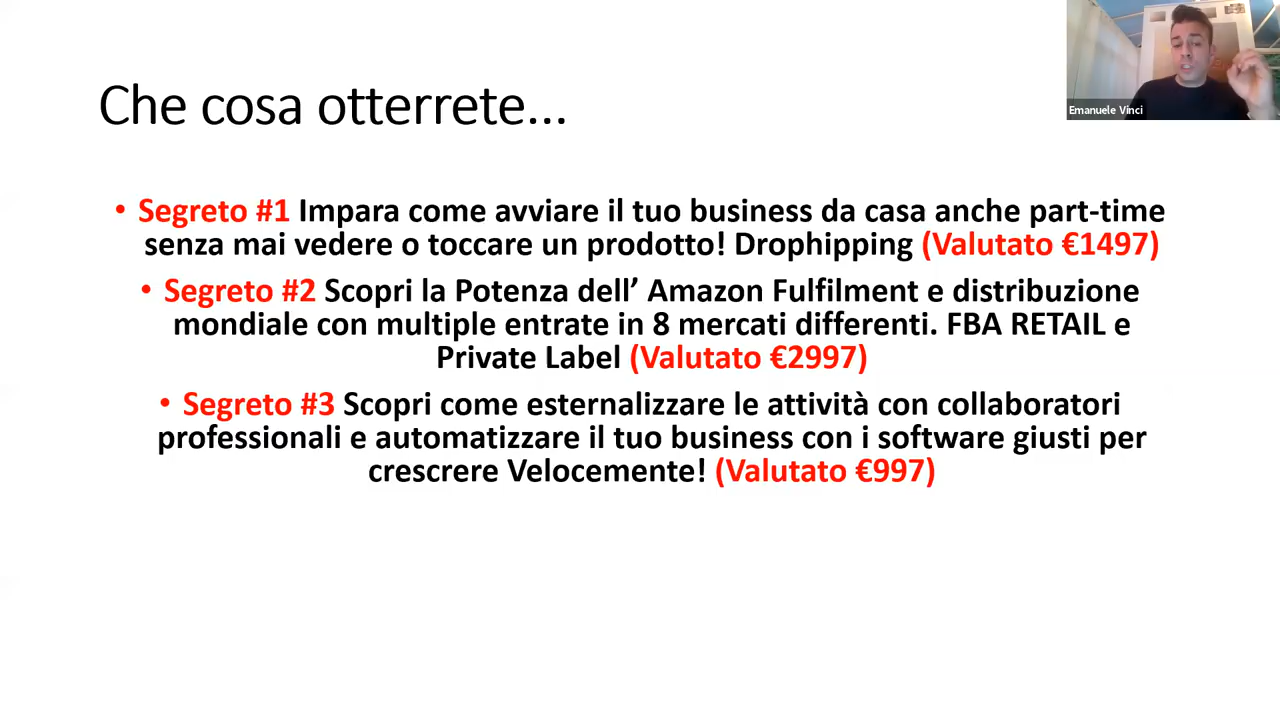 Che cosa otterrete...
Emanuele Vinci
• Segreto #1 Impara come avviare il tuo business da casa anche part-time
senza mai vedere o toccare un prodotto! Drophipping (Valutato €1497)
• Segreto #2 Scopri la Potenza dell’ Amazon Fulfilment e distribuzione
mondiale con multiple entrate in 8 mercati differenti. FBA RETAIL e
Private Label (Valutato €2997)
• Segreto #3 Scopri come esternalizzare le attività con collaboratori
professionali e automatizzare il tuo business con i software giusti per
crescrere Velocemente! (Valutato €997)